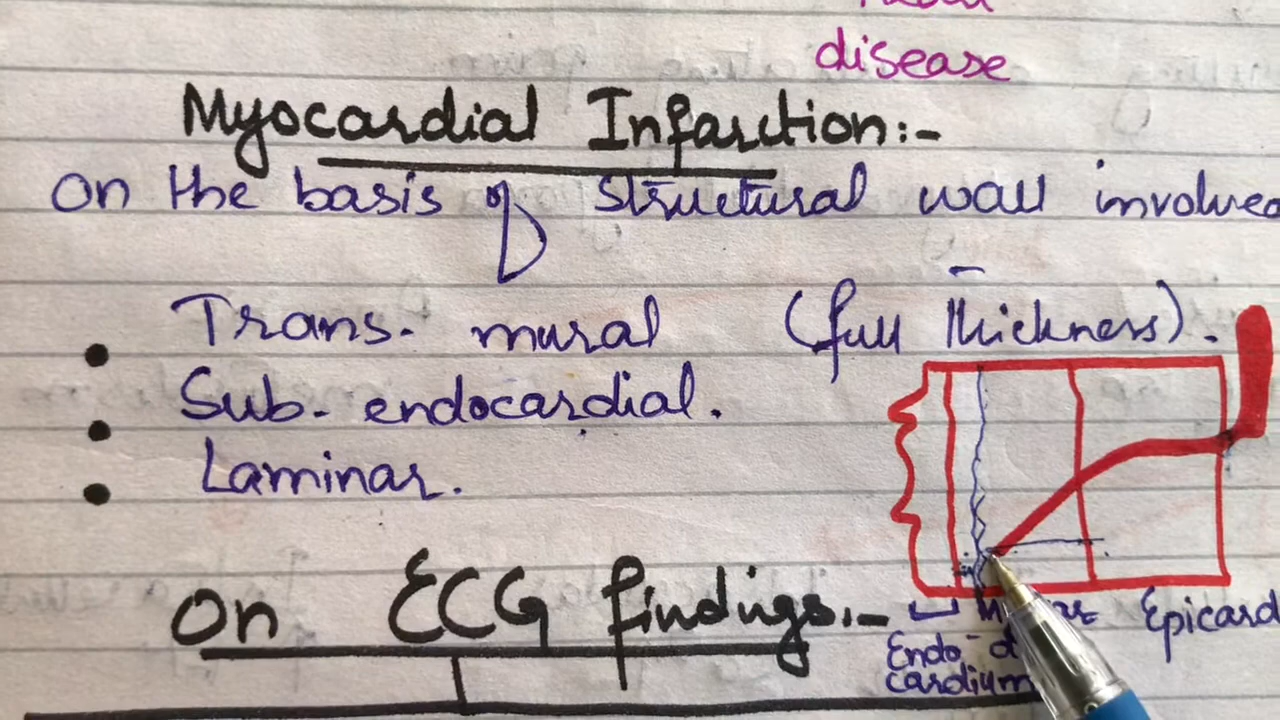 disease
Myocardial Infarction:-
on the basis of structural wall involved
Trans- mural (full thickness).
Sub- endocardial.
Laminar.
On ECG findings:-
Epicard
Endo-
cardium